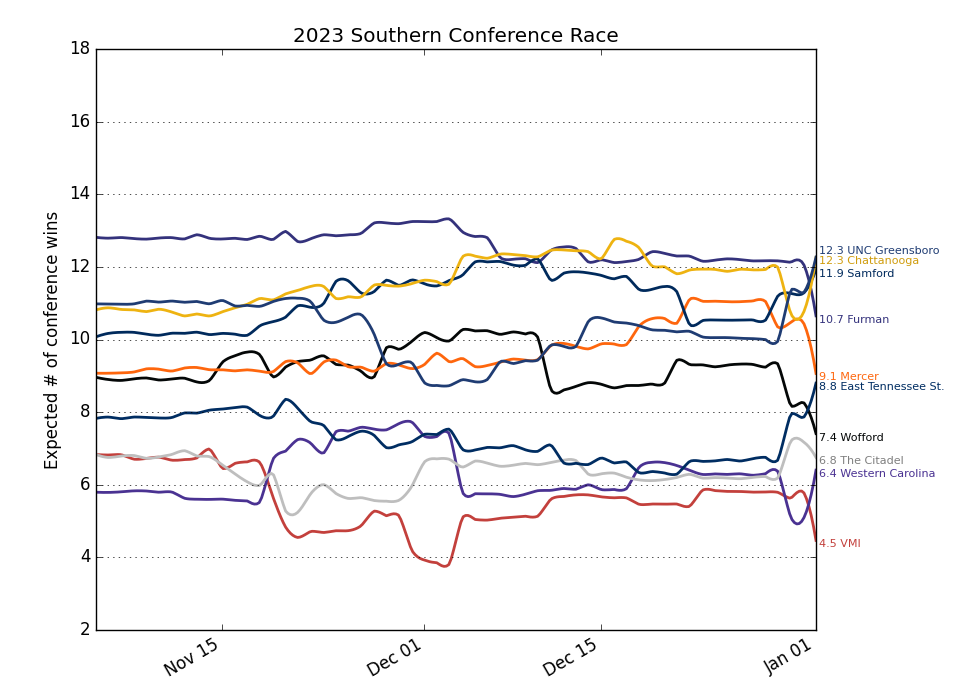 2023 Southern Conference Race
Expected # of conference wins
18
16
14
12
10
8
6
4
2
Nov 15
Dec 01
Dec 15
Jan 01
12.3 UNC Greensboro
12.3 Chattanooga
11.9 Samford
10.7 Furman
9.1 Mercer
8.8 East Tennessee St.
7.4 Wofford
6.8 The Citadel
6.4 Western Carolina
4.5 VMI